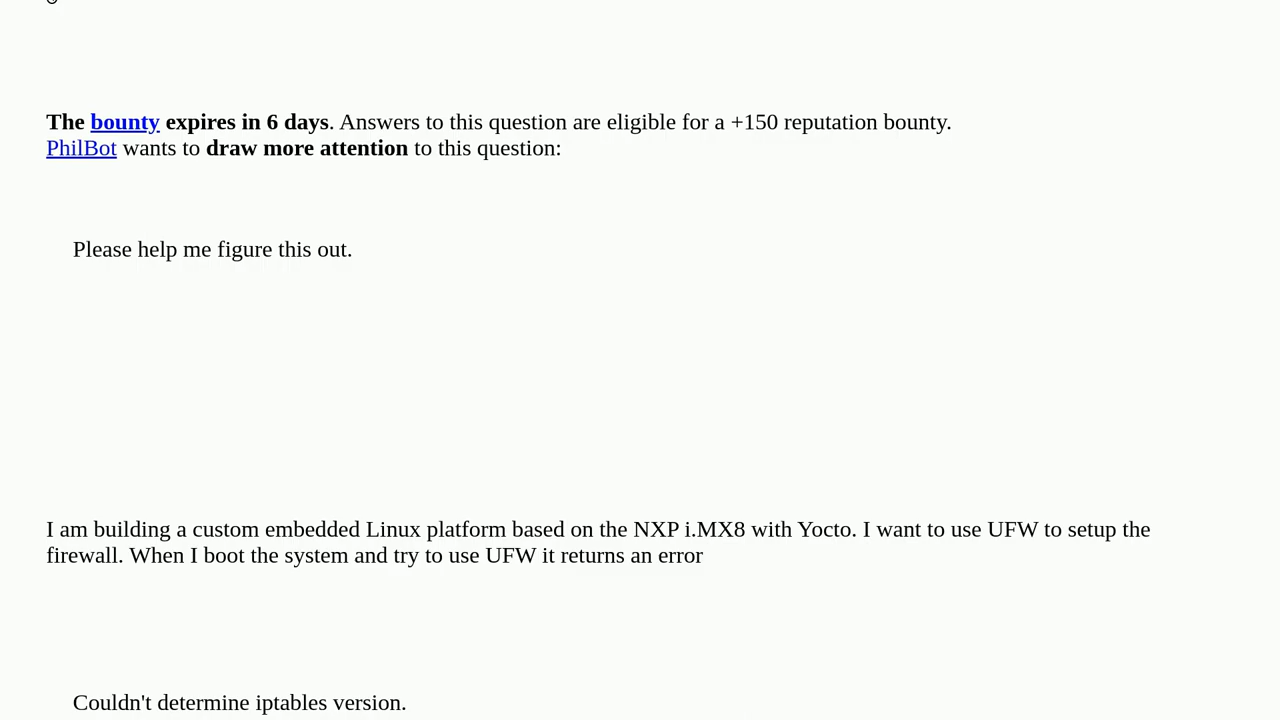 The bounty expires in 6 days. Answers to this question are eligible for a +150 reputation bounty.
PhilBot wants to draw more attention to this question:
Please help me figure this out.
I am building a custom embedded Linux platform based on the NXP i.MX8 with Yocto. I want to use UFW to setup the
firewall. When I boot the system and try to use UFW it returns an error
Couldn't determine iptables version.